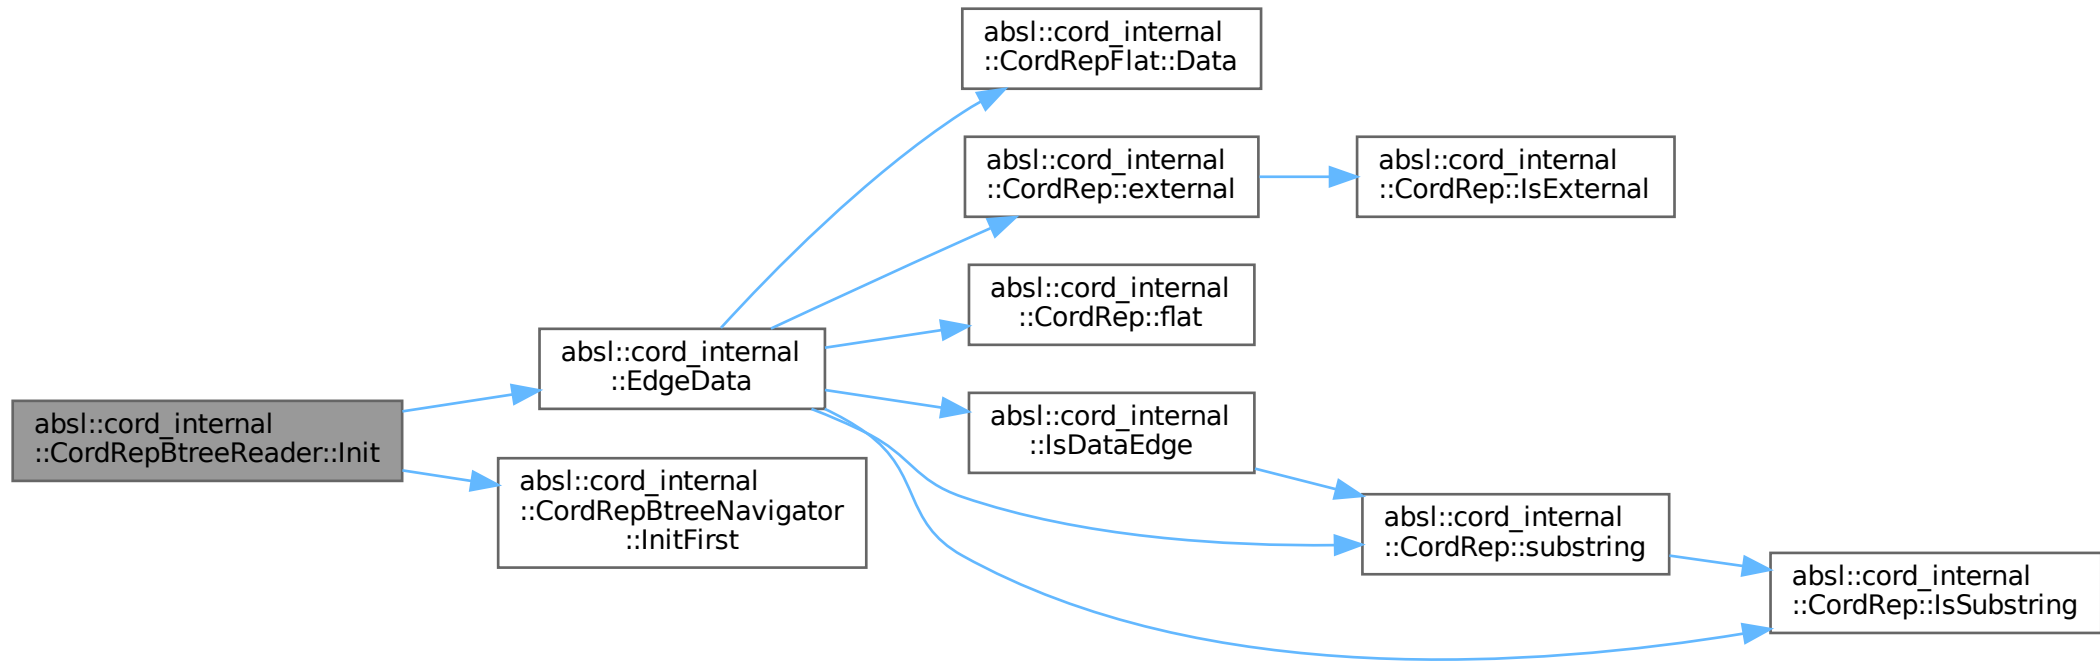 absl::cord_internal
::CordRepFlat::Data
absl::cord_internal
::CordRep::external
absl::cord_internal
::CordRep::IsExternal
absl::cord_internal
::CordRep::flat
absl::cord_internal
::EdgeData
absl::cord_internal
::CordRepBtreeReader::Init
absl::cord_internal
::IsDataEdge
absl::cord_internal
::CordRepBtreeNavigator
::InitFirst
absl::cord_internal
::CordRep::substring
absl::cord_internal
::CordRep::IsSubstring